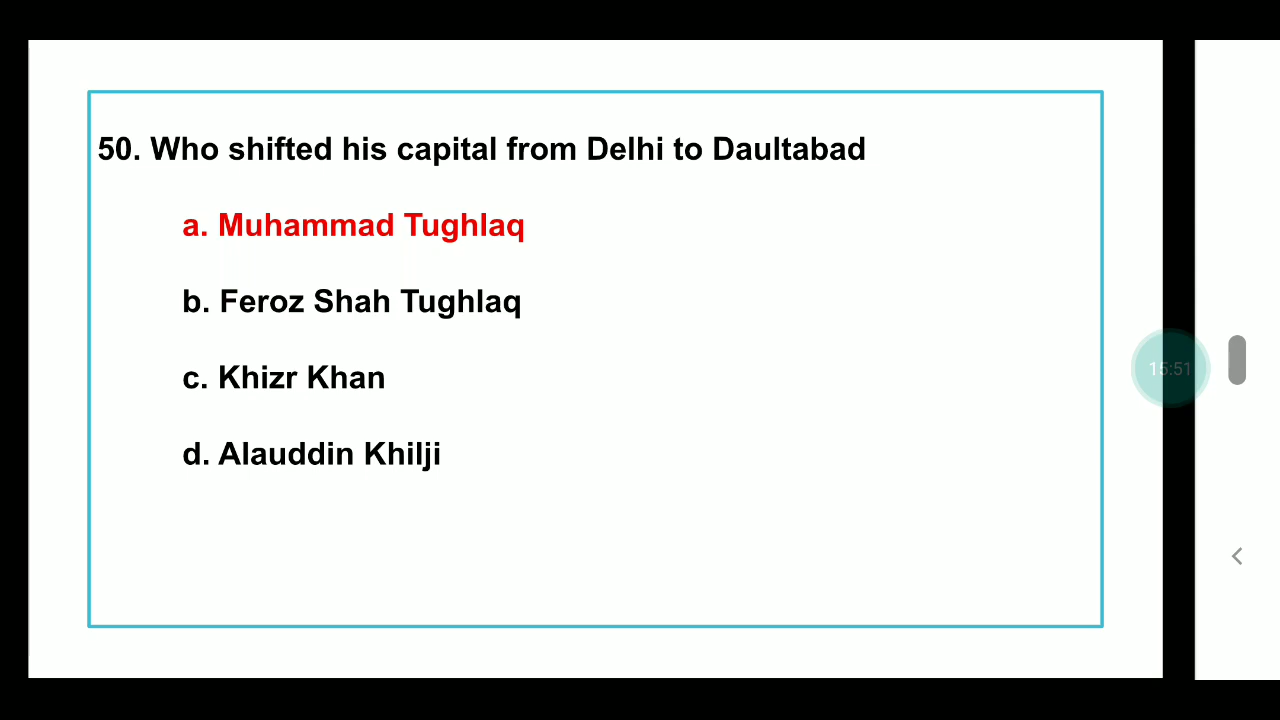 50. Who shifted his capital from Delhi to Daultabad
a. Muhammad Tughlaq
b. Feroz Shah Tughlaq
c. Khizr Khan
d. Alauddin Khilji
15:51